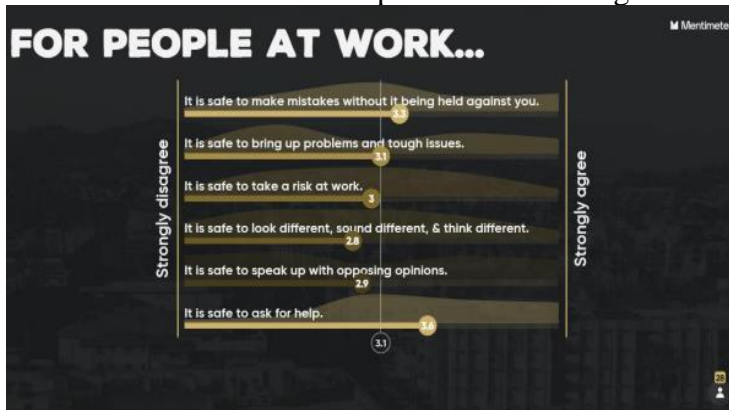 Mentimete
FOR PEOPLE AT WORK...
Strongly disagree
It is safe to make mistakes without it being held against you.
3.3
It is safe to bring up problems and tough issues.
3.1
It is safe to take a risk at work.
3
It is safe to look different, sound different, & think different.
2.8
It is safe to speak up with opposing opinions.
2.9
It is safe to ask for help.
3.6
3.1
Strongly agree
28